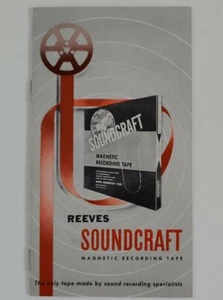 SOUNDCRAFT
MAGNETIC
RECORDING TAPE
REEVES
SOUNDCRAFT
MAGNETIC RECORDING TAPE
The only tape made by sound recording specialists